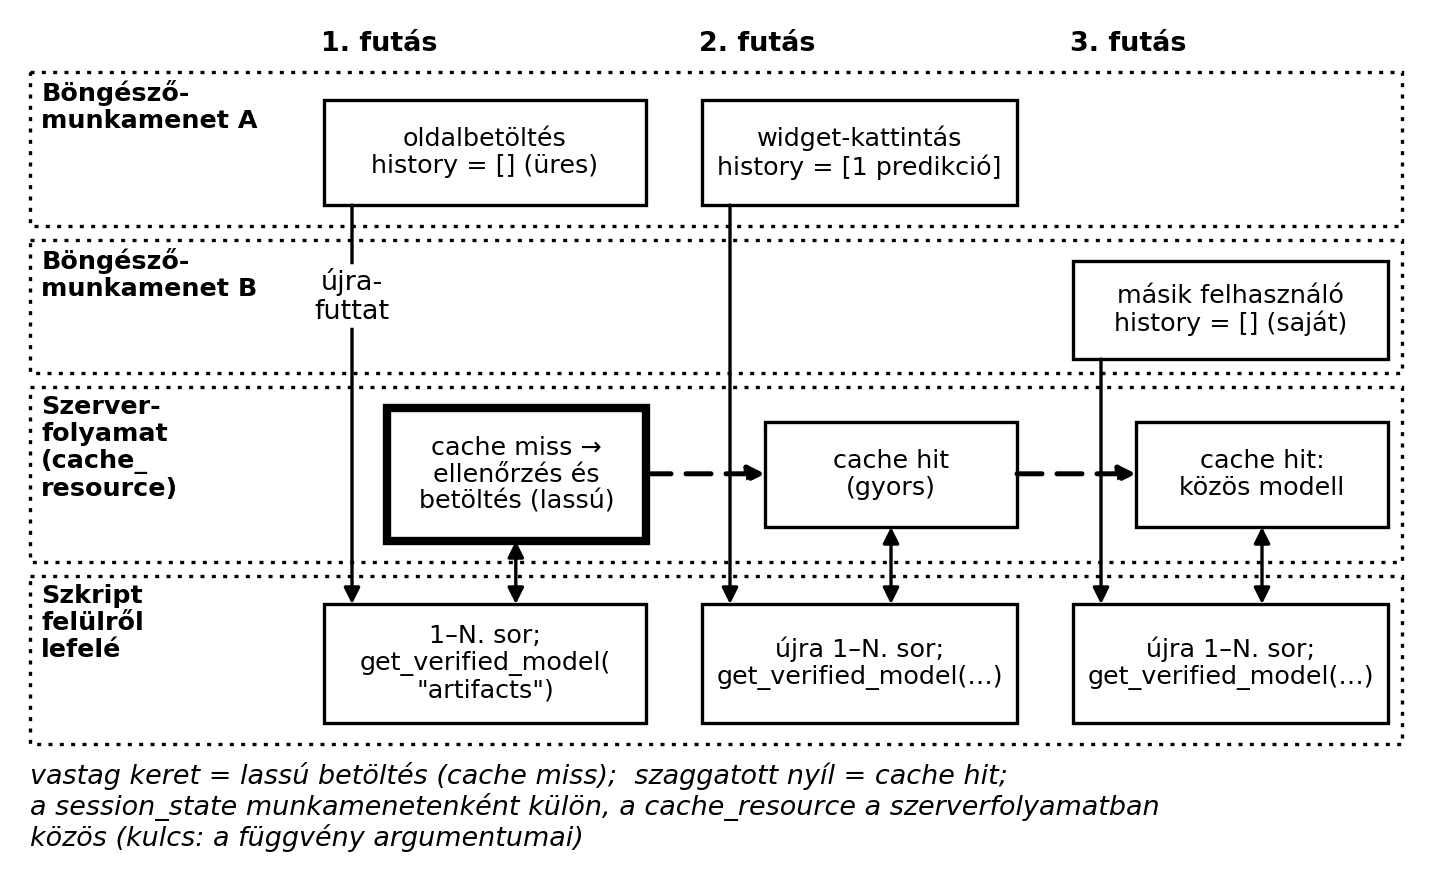 1. futás
2. futás
3. futás
Böngésző-
munkamenet A
oldalbetöltés
history = [] (üres)
widget-kattintás
history = [1 predikció]
Böngésző-
munkamenet B
újra-
futtat
másik felhasználó
history = [] (saját)
Szerver-
folyamat
(cache_
resource)
cache miss →
ellenőrzés és
betöltés (lassú)
cache hit
(gyors)
cache hit:
közös modell
Szkript
felülről
lefelé
1–N. sor;
get_verified_model(
"artifacts")
újra 1–N. sor;
get_verified_model(…)
újra 1–N. sor;
get_verified_model(…)
vastag keret = lassú betöltés (cache miss);  szaggatott nyíl = cache hit;
a session_state munkamenetenként külön, a cache_resource a szerverfolyamatban
közös (kulcs: a függvény argumentumai)